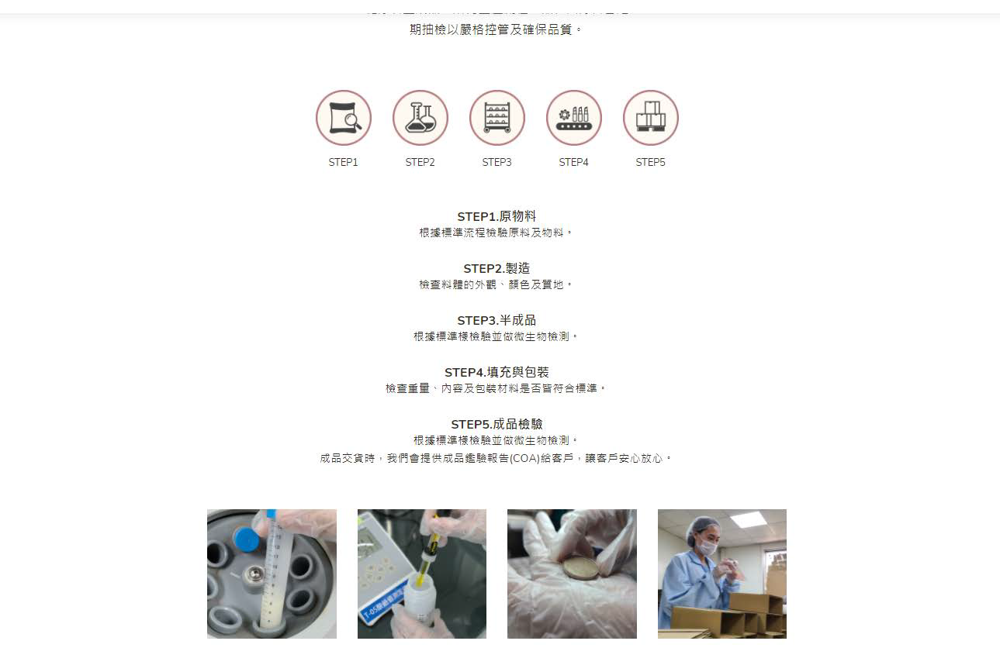 期抽檢以嚴格控管及確保品質。
STEP1
STEP2
STEP3
STEP4
STEP5
STEP1.原物料
根據標準流程檢驗原料及物料。
STEP2.製造
檢查料體的外觀、顏色及質地。
STEP3.半成品
根據標準樣檢驗並做微生物檢測。
STEP4.填充與包裝
檢查重量、內容及包裝材料是否皆符合標準。
STEP5.成品檢驗
根據標準樣檢驗並做微生物檢測。
成品交貨時，我們會提供成品鑑驗報告(COA)給客戶，讓客戶安心放心。